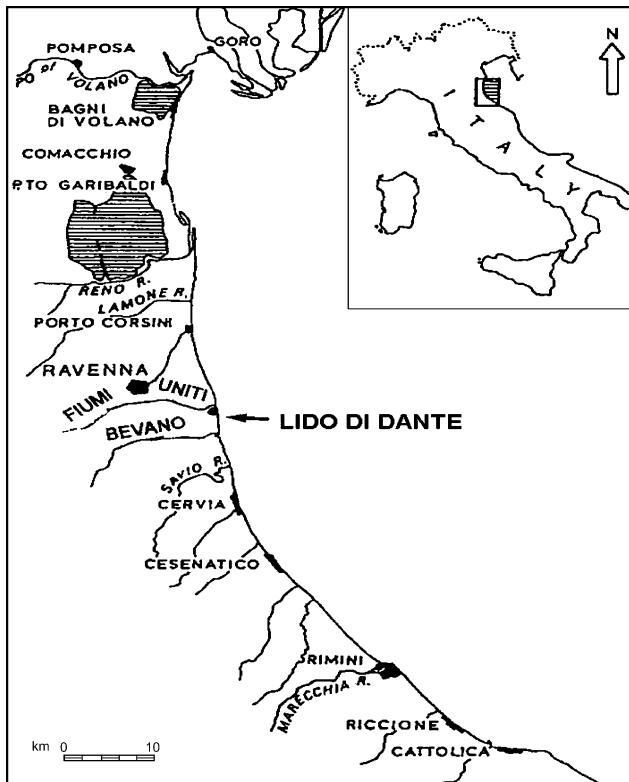 GORO
POMPOSA
PO DI VOLANO
BAGNI
DI VOLANO
COMACCHIO
P.TO GARIBALDI
RENO R.
LAMONE R.
PORTO CORSINI
RAVENNA
FIUMI UNITI
LIDO DI DANTE
BEVANO
SAVIO R.
CERVIA
CESENATICO
RIMINI
MARECCHIA R.
RICCIONE
CATTOLICA
km 0 10
N
ITALY